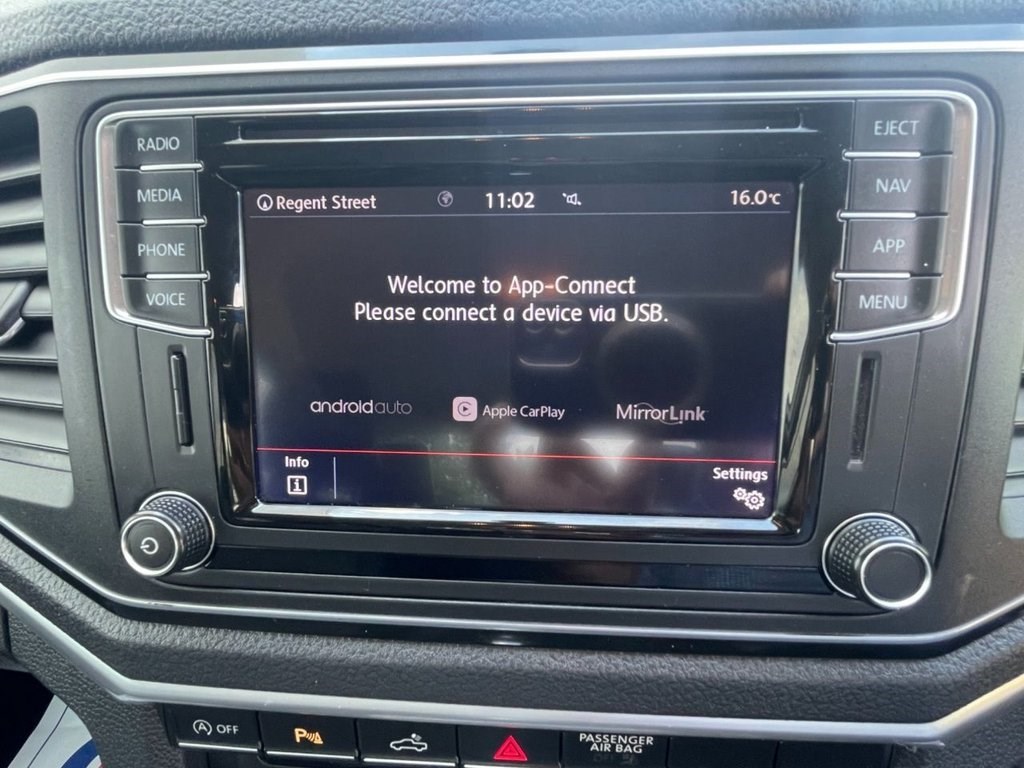 RADIO
MEDIA
PHONE
VOICE
EJECT
NAV
APP
MENU
Regent Street 11:02 16.0°C
Welcome to App-Connect
Please connect a device via USB.
androidauto Apple CarPlay MirrorLink
Info Settings
i
A OFF
P
PASSENGER
AIR BAG